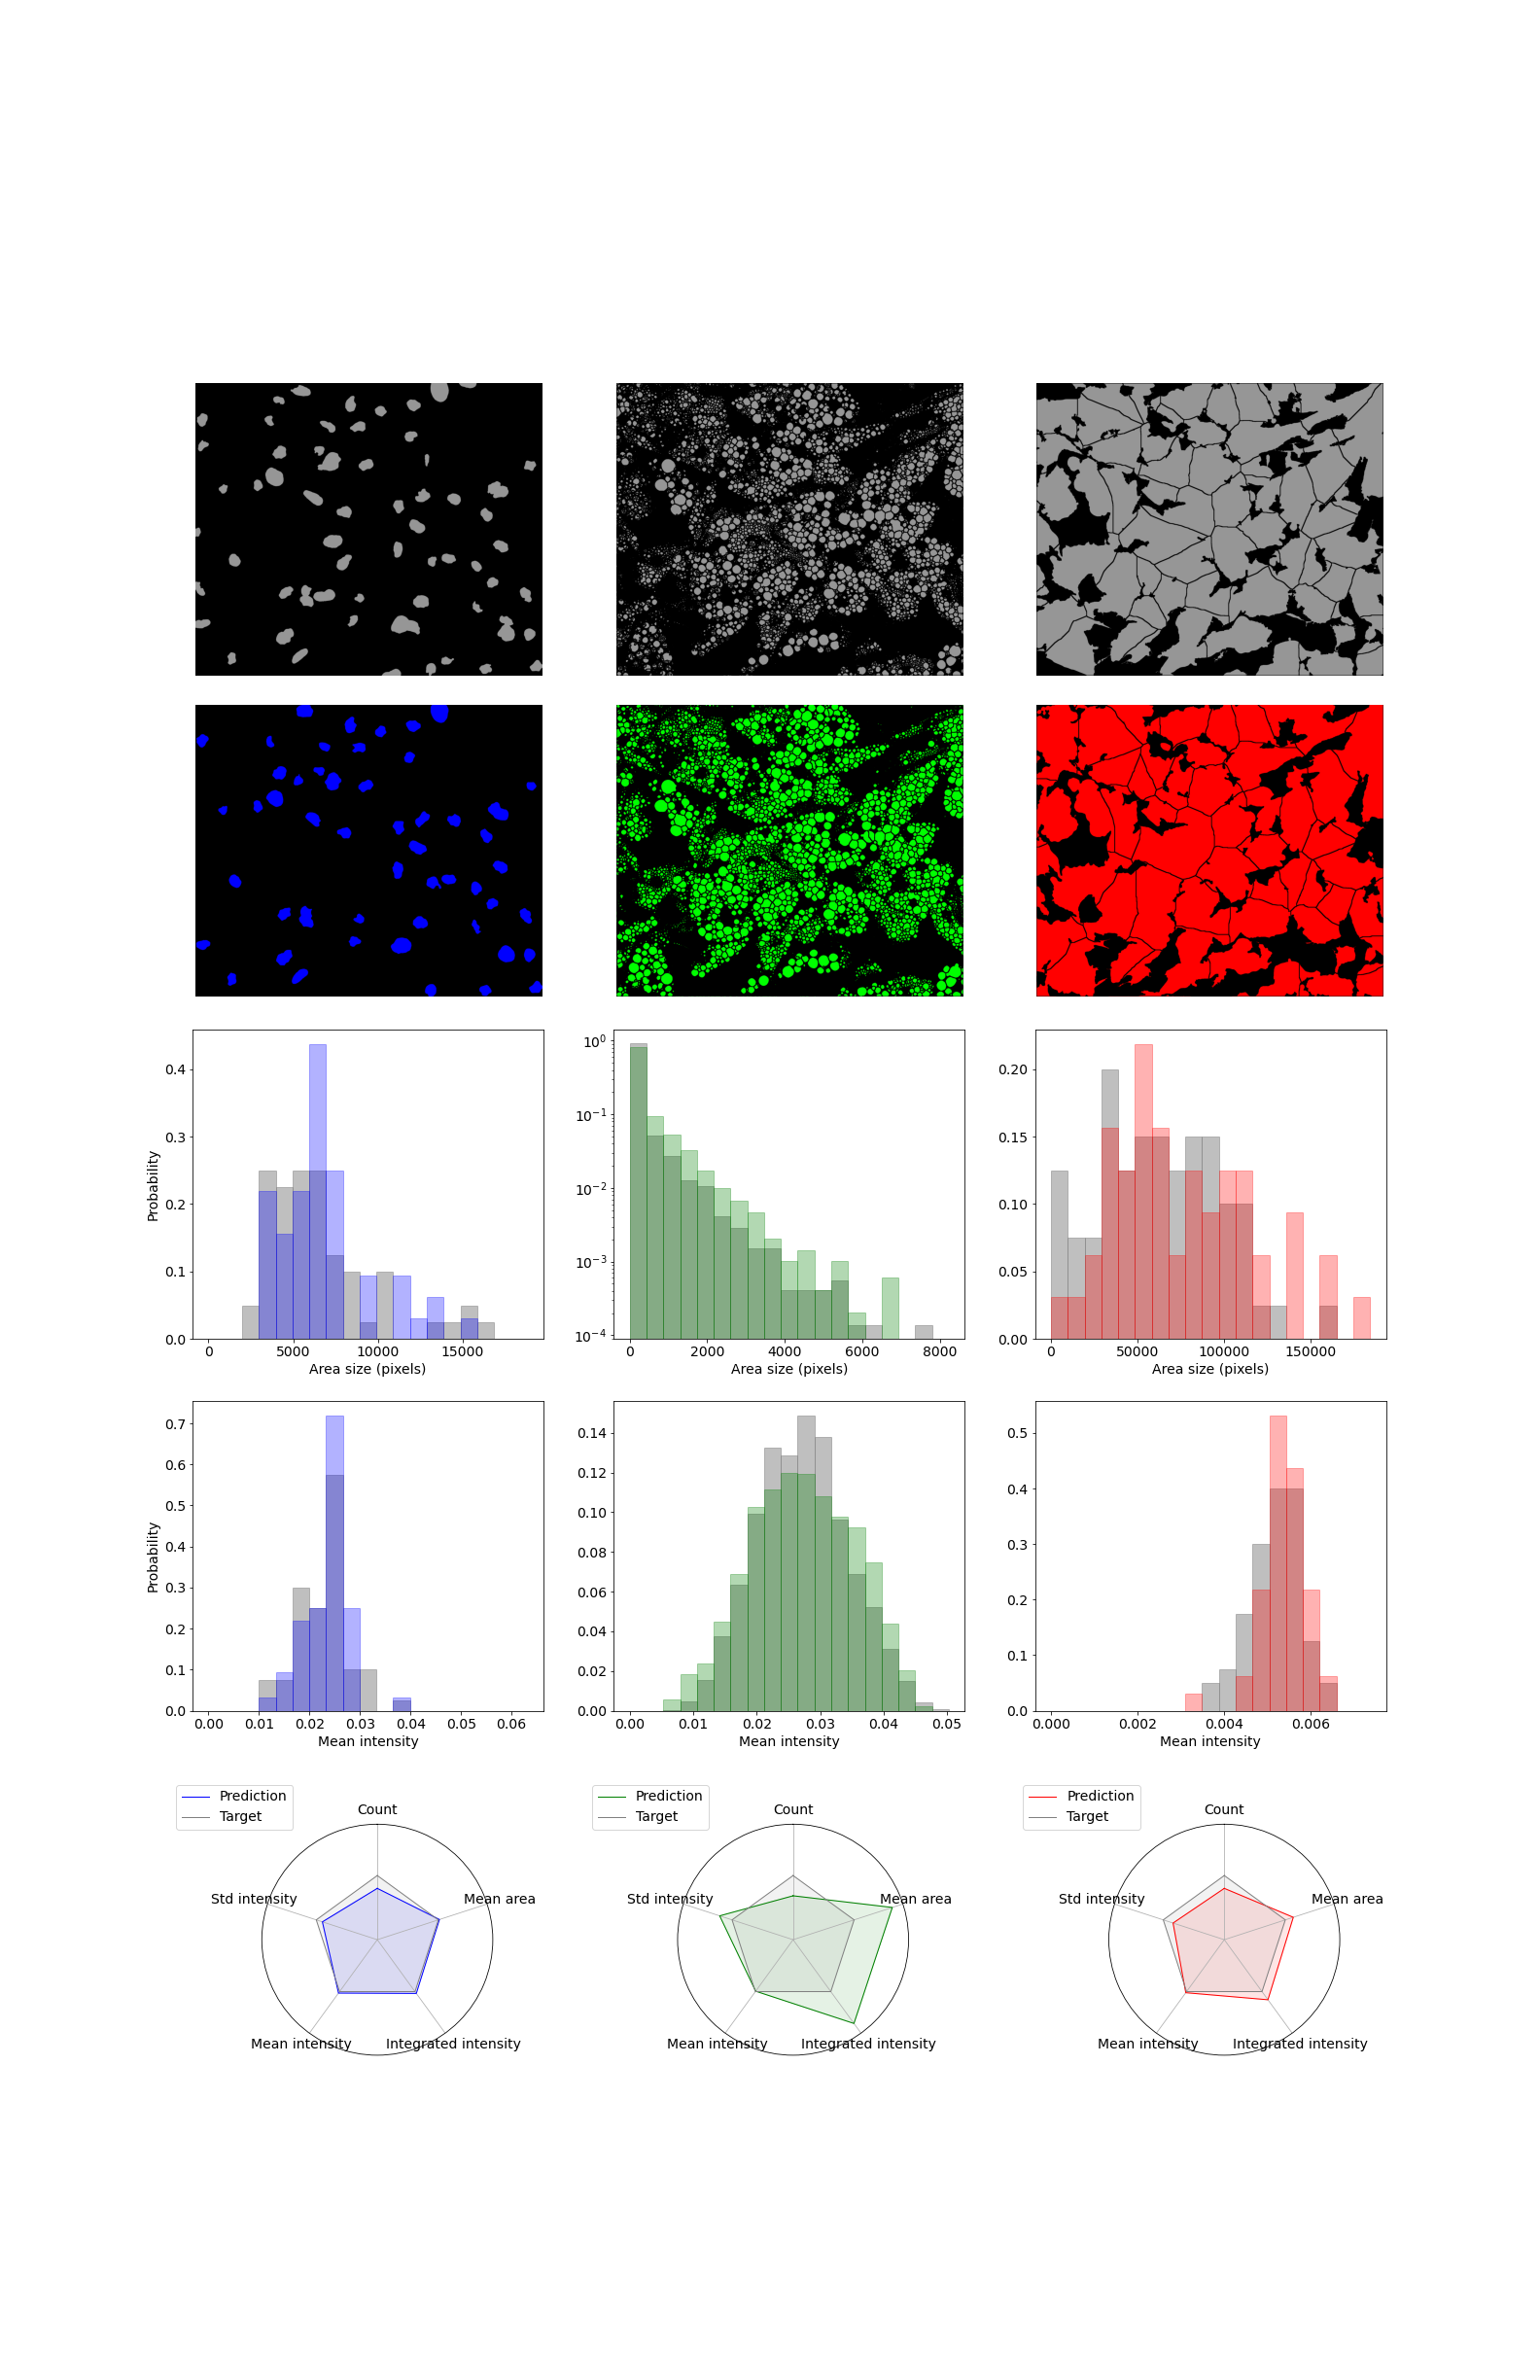 0.4
0.3
0.2
0.1
0.0
Probability
0 5000 10000 15000
Area size (pixels)
10⁰
10⁻¹
10⁻²
10⁻³
10⁻⁴
0 2000 4000 6000 8000
Area size (pixels)
0.20
0.15
0.10
0.05
0.00
0 50000 100000 150000
Area size (pixels)
0.7
0.6
0.5
0.4
0.3
0.2
0.1
0.0
Probability
0.00 0.01 0.02 0.03 0.04 0.05 0.06
Mean intensity
0.14
0.12
0.10
0.08
0.06
0.04
0.02
0.00
0.00 0.01 0.02 0.03 0.04 0.05
Mean intensity
0.5
0.4
0.3
0.2
0.1
0.0
0.000 0.002 0.004 0.006
Mean intensity
Prediction
Target
Count
Std intensity
Mean area
Mean intensity
Integrated intensity
Prediction
Target
Count
Std intensity
Mean area
Mean intensity
Integrated intensity
Prediction
Target
Count
Std intensity
Mean area
Mean intensity
Integrated intensity